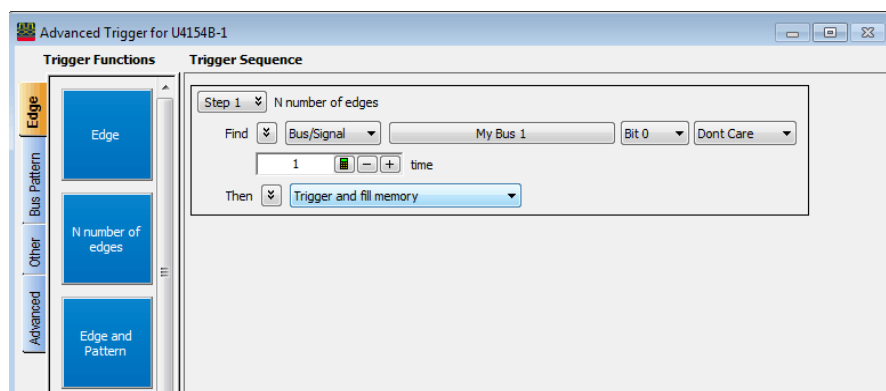 Advanced Trigger for U4154B-1
Trigger Functions Trigger Sequence
Edge
Bus Pattern
Other
Advanced
Edge
N number of
edges
Edge and
Pattern
Step 1 N number of edges
Find Bus/Signal My Bus 1 Bit 0 Dont Care
1 time
Then Trigger and fill memory